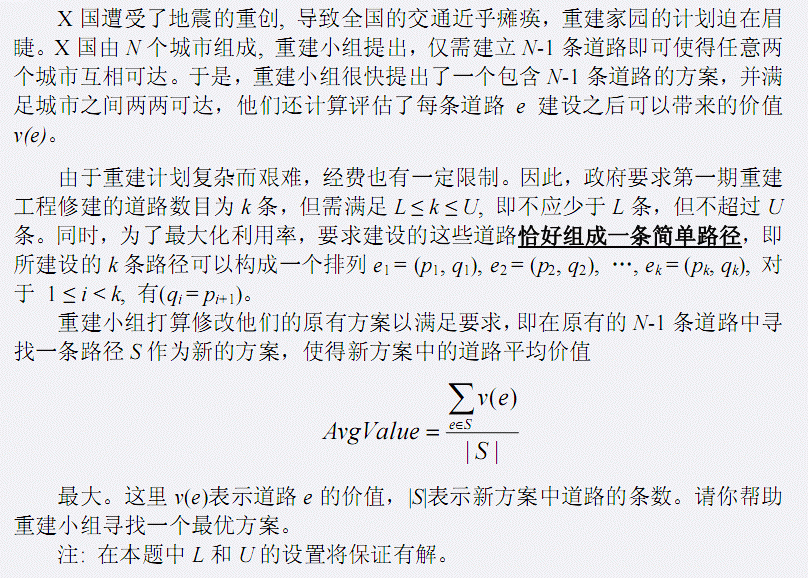 X 国遭受了地震的重创, 导致全国的交通近乎瘫痪，重建家园的计划迫在眉
睫。X 国由 N 个城市组成, 重建小组提出，仅需建立 N-1 条道路即可使得任意两
个城市互相可达。于是，重建小组很快提出了一个包含 N-1 条道路的方案，并满
足城市之间两两可达，他们还计算评估了每条道路 e 建设之后可以带来的价值
v(e)。
由于重建计划复杂而艰难，经费也有一定限制。因此，政府要求第一期重建
工程修建的道路数目为 k 条，但需满足 L ≤ k ≤ U, 即不应少于 L 条，但不超过 U
条。同时，为了最大化利用率，要求建设的这些道路恰好组成一条简单路径，即
所建设的 k 条路径可以构成一个排列 e₁ = (p₁, q₁), e₂ = (p₂, q₂), …, eₖ = (pₖ, qₖ), 对
于 1 ≤ i < k, 有(qᵢ = pᵢ₊₁)。
重建小组打算修改他们的原有方案以满足要求，即在原有的 N-1 条道路中寻
找一条路径 S 作为新的方案，使得新方案中的道路平均价值
AvgValue = ∑e∈S v(e) / |S|
最大。这里 v(e)表示道路 e 的价值，|S|表示新方案中道路的条数。请你帮助
重建小组寻找一个最优方案。
注: 在本题中 L 和 U 的设置将保证有解。